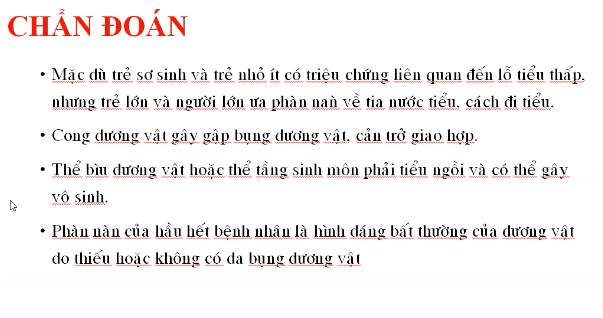 CHẨN ĐOÁN
• Mặc dù trẻ sơ sinh và trẻ nhỏ ít có triệu chứng liên quan đến lỗ tiểu thấp,
nhưng trẻ lớn và người lớn ưa phàn naù về tia nước tiểu, cách đi tiểu.
• Cong dương vật gây gập bụng dương vật, cản trở giao hợp.
• Thể bìu dương vật hoặc thể tầng sinh môn phải tiểu ngồi và có thể gây
vô sinh.
• Phàn nàn của hầu hết bệnh nhân là hình dáng bất thường của dương vật
do thiếu hoặc không có da bụng dương vật